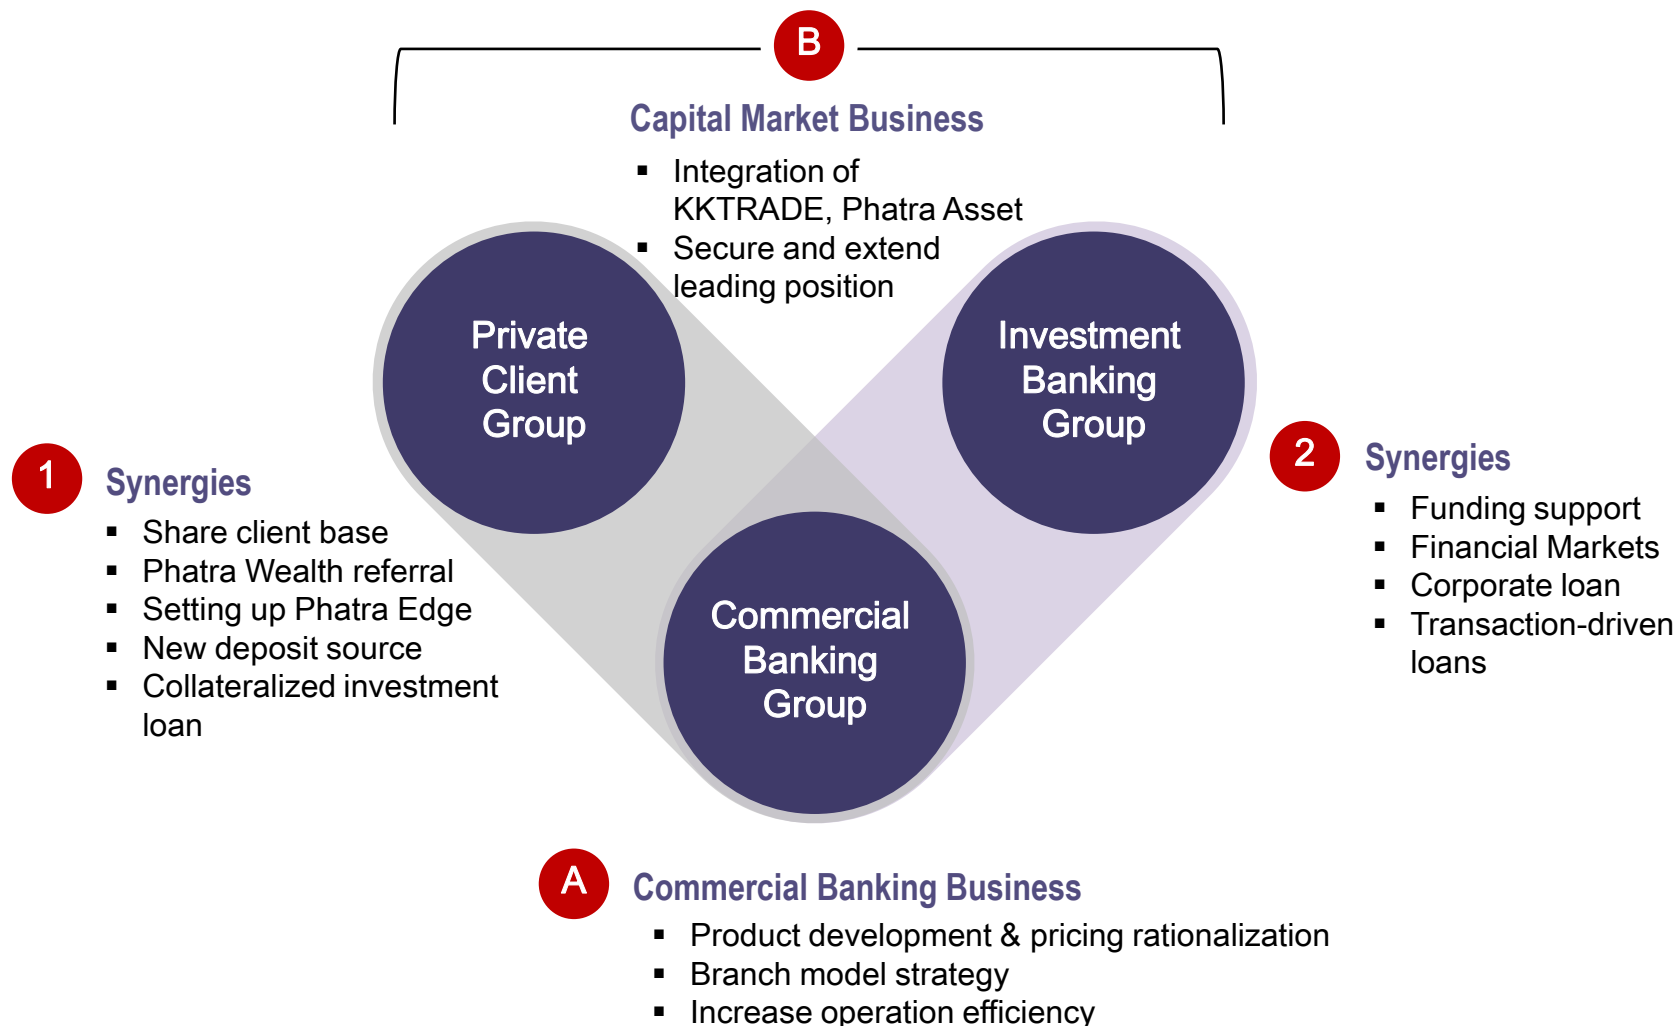 B
Capital Market Business
▪ Integration of
KKTRADE, Phatra Asset
▪ Secure and extend
leading position
Private
Client
Group
Investment
Banking
Group
1
Synergies
▪ Share client base
▪ Phatra Wealth referral
▪ Setting up Phatra Edge
▪ New deposit source
▪ Collateralized investment
loan
2
Synergies
▪ Funding support
▪ Financial Markets
▪ Corporate loan
▪ Transaction-driven
loans
Commercial
Banking
Group
A
Commercial Banking Business
▪ Product development & pricing rationalization
▪ Branch model strategy
▪ Increase operation efficiency